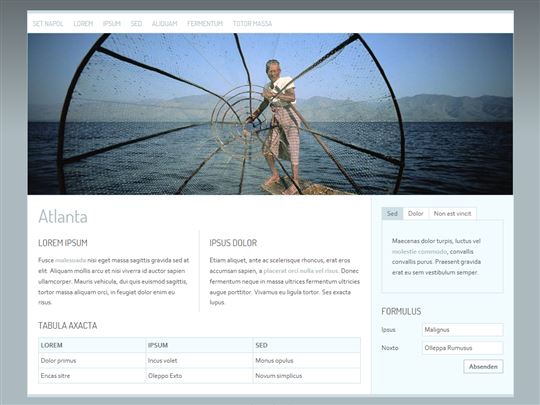 SET NAPOL LOREM IPSUM SED ALIQUAM FERMENTUM TOTOR MASSA
Atlanta
LOREM IPSUM
Fusce malesuada nisi eget massa sagittis gravida sed at
elit. Aliquam mollis arcu et nisi viverra id auctor sapien
ullamcorper. Mauris vehicula, dui quis euismod sagittis,
tortor massa aliquam orci, in feugiat dolor enim eu
risus.
IPSUS DOLOR
Etiam aliquet, ante ac scelerisque rhoncus, erat eros
accumsan sapien, a placerat orci nulla vel risus. Donec
fermentum neque in massa ultrices fermentum ultricies
augue porttitor. Vivamus eu ligula tortor. Ses exacta
lupus.
TABULA AXACTA
LOREM IPSUM SED
Dolor primus Incus volet Monus opulus
Encas sitre Oleppo Exto Novum simplicus
Sed Dolor Non est vincit
Maecenas dolor turpis, luctus vel
molestie commodo, convallis
convallis purus. Praesent gravida
erat eu sem vestibulum semper.
FORMULUS
Ipsus Malignus
Noxto Olleppa Rumusus
Absenden